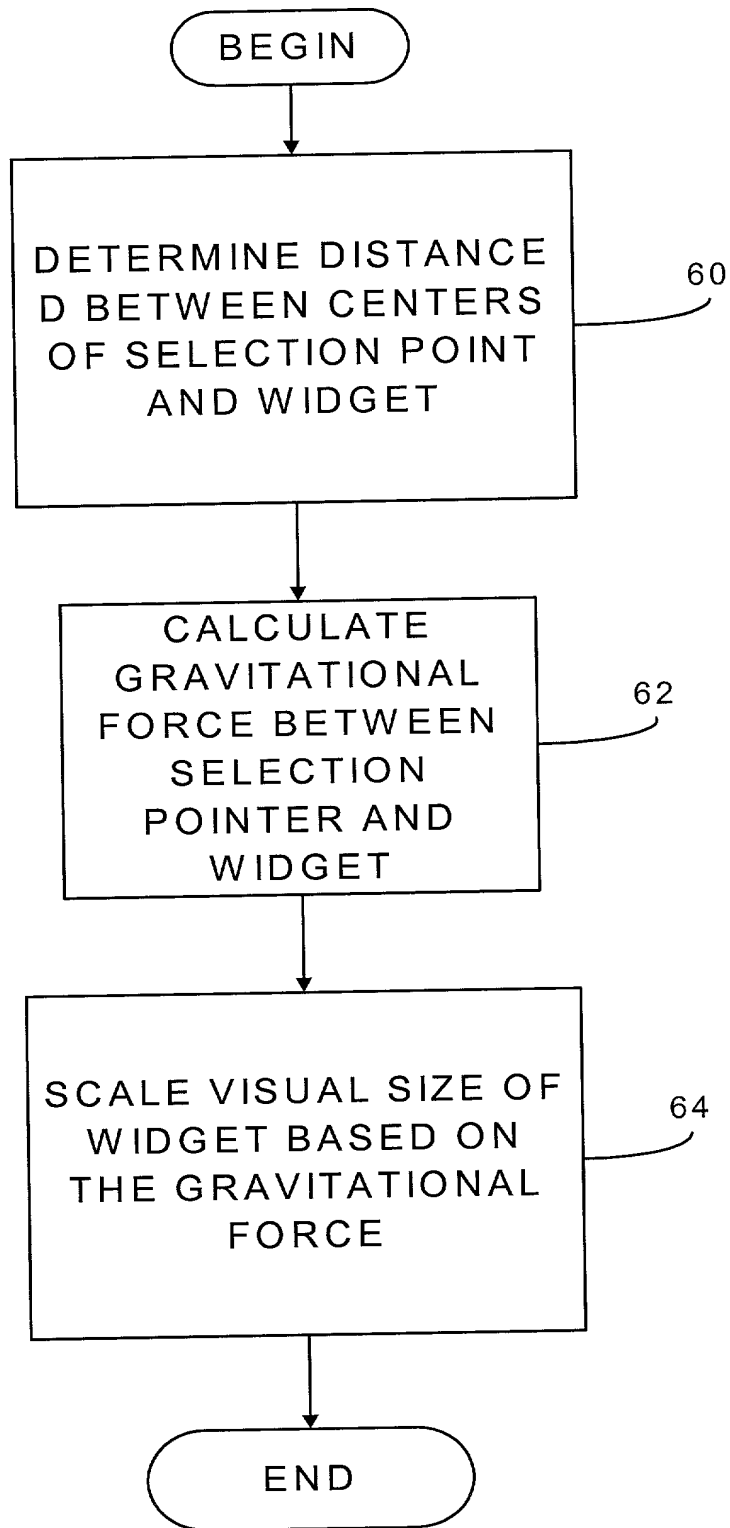 BEGIN
DETERMINE DISTANCE
D BETWEEN CENTERS
OF SELECTION POINT
AND WIDGET
60
CALCULATE
GRAVITATIONAL
FORCE BETWEEN
SELECTION
POINTER AND
WIDGET
62
SCALE VISUAL SIZE OF
WIDGET BASED ON
THE GRAVITATIONAL
FORCE
64
END